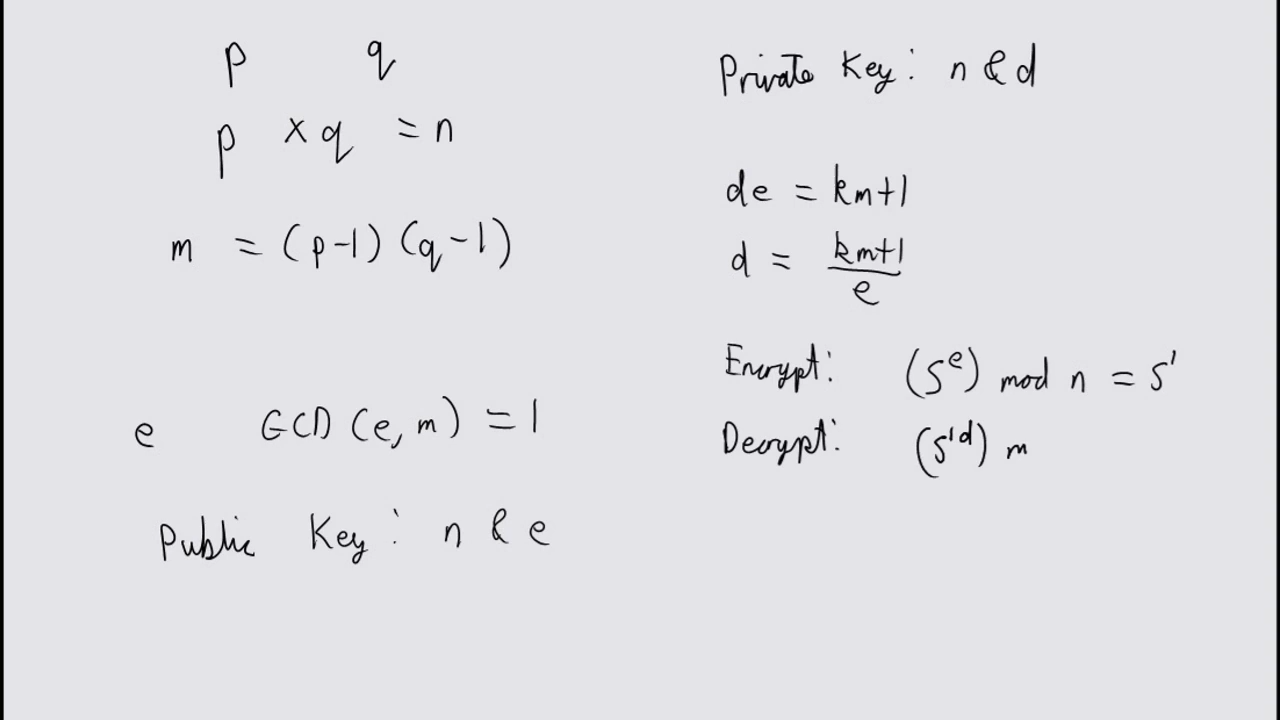 p q
p x q = n
m = (p-1) (q-1)
e GCD (e, m) = 1
Public Key: n & e
Private Key: n & d
de = km+1
d = km+1
e
Encrypt: (S^e) mod n = S'
Decrypt: (S'^d) m